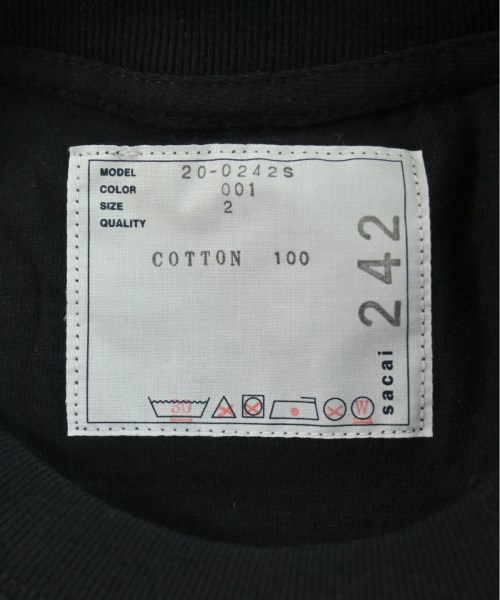 MODEL 20-0242S
COLOR 001
SIZE 2
QUALITY
COTTON 100
30
W
sacai 242